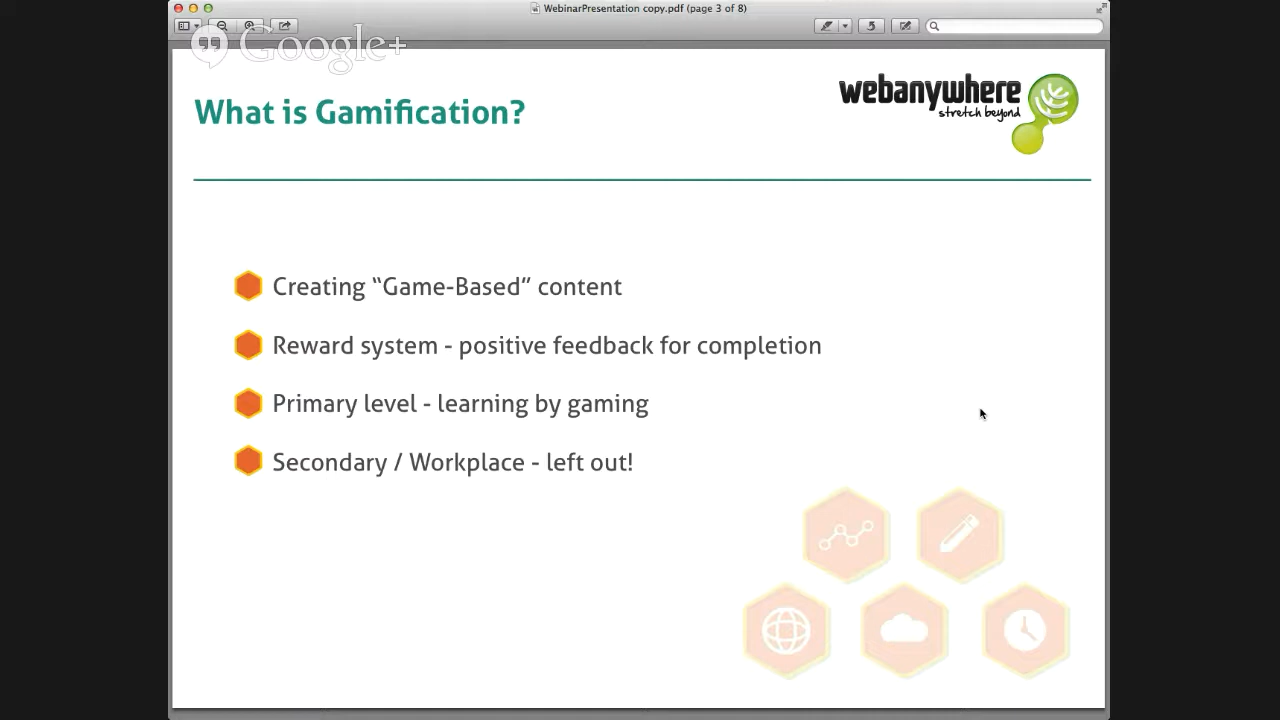 WebinarPresentation copy.pdf (page 3 of 8)
Google+
What is Gamification?
webanywhere
stretch beyond
Creating “Game-Based” content
Reward system - positive feedback for completion
Primary level - learning by gaming
Secondary / Workplace - left out!